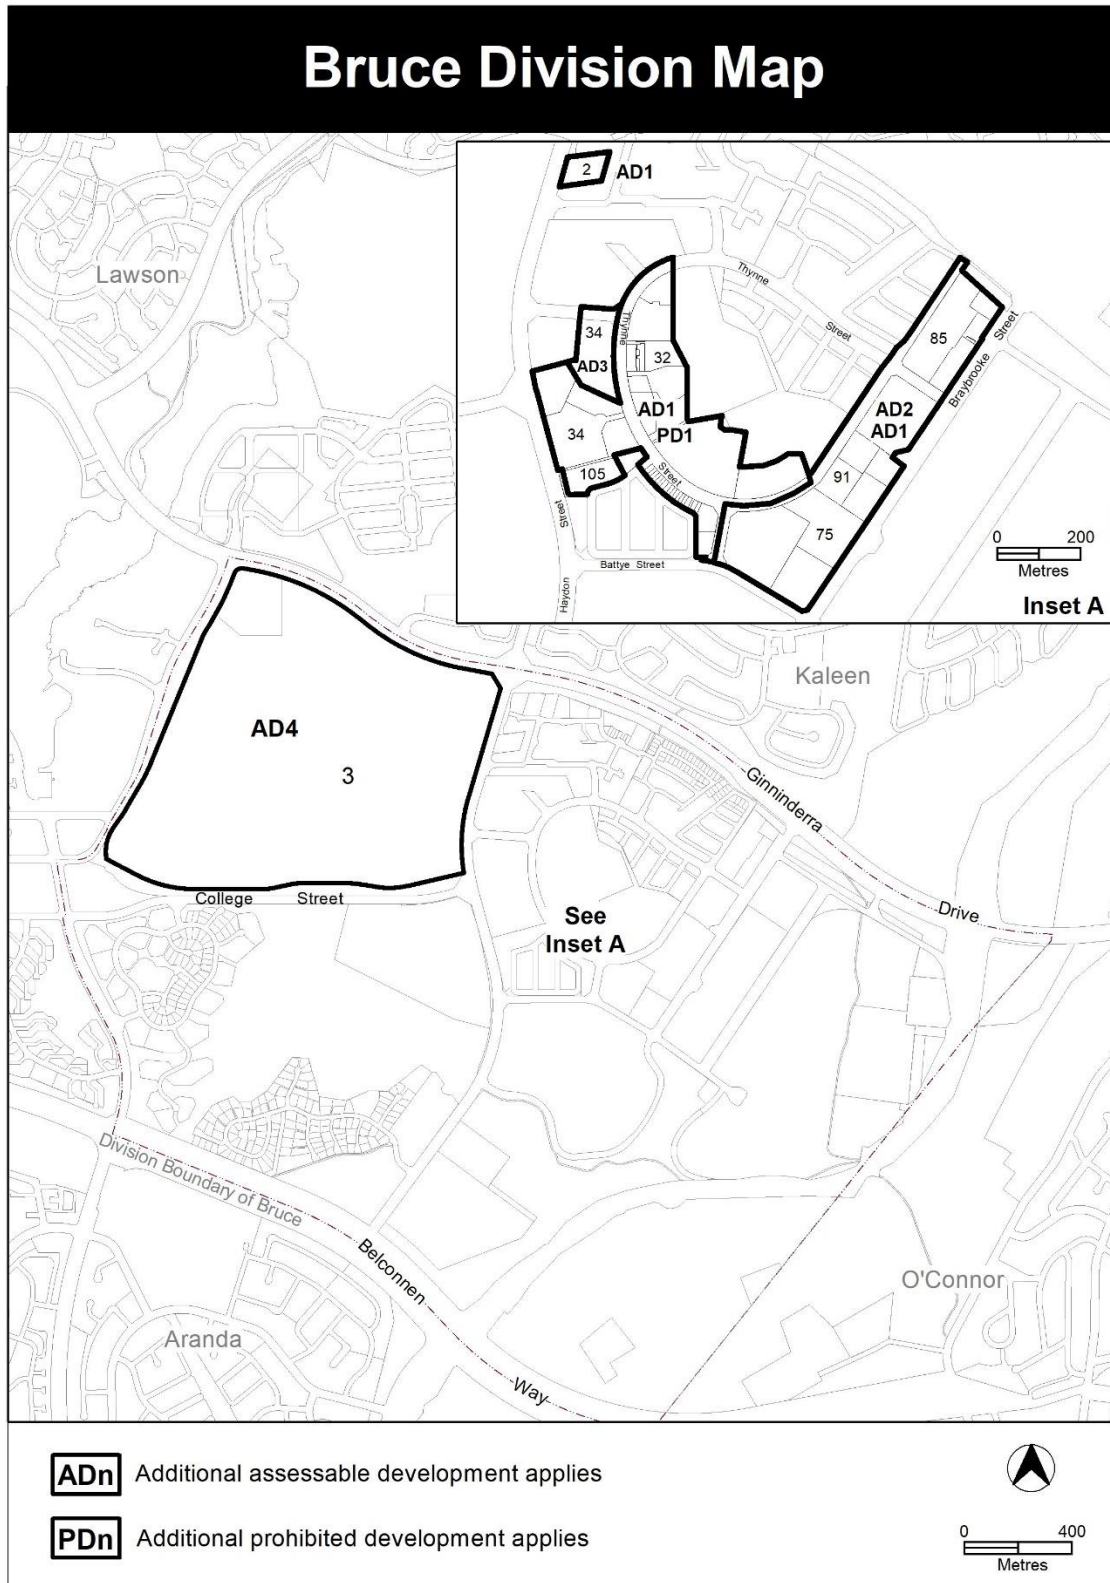 Bruce Division Map
2
AD1
Lawson
Thynne
Street
Thynne
34
AD3
32
85
Braybrooke
Street
AD1
PD1
AD2
AD1
34
Street
105
91
75
Street
Haydon
Battye Street
0 200
Metres
Inset A
Kaleen
AD4
3
Ginninderra
Drive
College Street
See
Inset A
Division Boundary of Bruce
Belconnen
Way
O'Connor
Aranda
ADn Additional assessable development applies
PDn Additional prohibited development applies
0 400
Metres